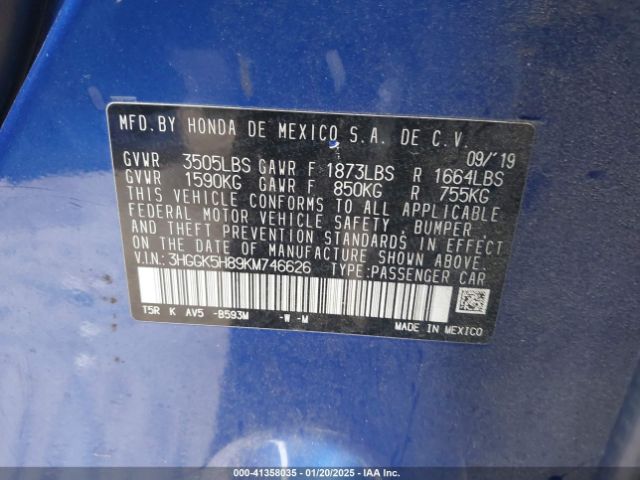 MFD. BY HONDA DE MEXICO S.A. DE C.V.
09/'19
GVWR 3505LBS GAWR F 1873LBS R 1664LBS
GVWR 1590KG GAWR F 850KG R 755KG
THIS VEHICLE CONFORMS TO ALL APPLICABLE
FEDERAL MOTOR VEHICLE SAFETY, BUMPER,
AND THEFT PREVENTION STANDARDS IN EFFECT
ON THE DATE OF MANUFACTURE SHOWN ABOVE.
V.I.N.: 3HGGK5H89KM746626 TYPE: PASSENGER CAR
T5R K AV5 -B593M -W -M
MADE IN MEXICO
000-41358035 | 01/20/2025 | IAA Inc.